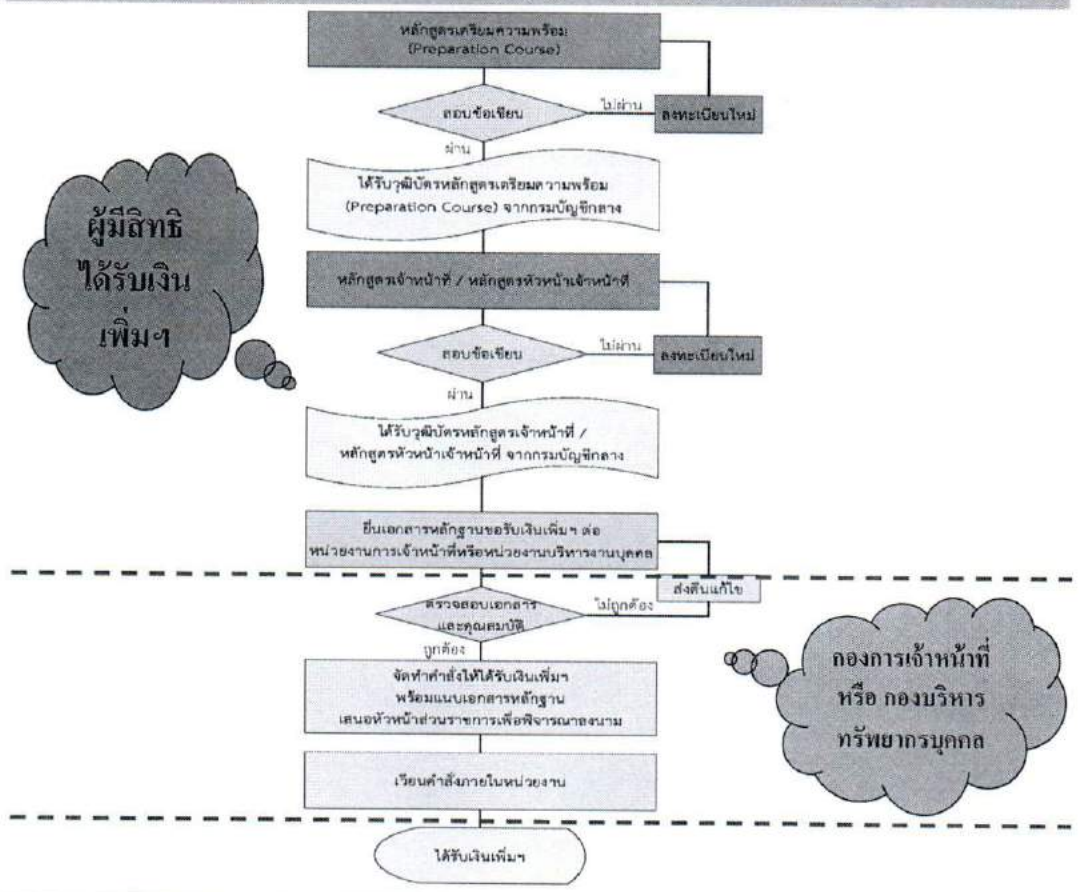 หลักสูตรเตรียมความพร้อม
(Preparation Course)
สอบข้อเขียน
ไม่ผ่าน
ลงทะเบียนใหม่
ผ่าน
ได้รับวุฒิบัตรหลักสูตรเตรียมความพร้อม
(Preparation Course) จากกรมบัญชีกลาง
ผู้มีสิทธิ
ได้รับเงิน
เพิ่มฯ
หลักสูตรเจ้าหน้าที่ / หลักสูตรหัวหน้าเจ้าหน้าที่
สอบข้อเขียน
ไม่ผ่าน
ลงทะเบียนใหม่
ผ่าน
ได้รับวุฒิบัตรหลักสูตรเจ้าหน้าที่ /
หลักสูตรหัวหน้าเจ้าหน้าที่ จากกรมบัญชีกลาง
ยื่นเอกสารหลักฐานขอรับเงินเพิ่มฯ ต่อ
หน่วยงานการเจ้าหน้าที่หรือหน่วยงานบริหารงานบุคคล
ส่งคืนแก้ไข
ตรวจสอบเอกสาร
และคุณสมบัติ
ไม่ถูกต้อง
ถูกต้อง
จัดทำคำสั่งให้ได้รับเงินเพิ่มฯ
พร้อมแนบเอกสารหลักฐาน
เสนอหัวหน้าส่วนราชการเพื่อพิจารณาลงนาม
กองการเจ้าหน้าที่
หรือ กองบริหาร
ทรัพยากรบุคคล
เวียนคำสั่งภายในหน่วยงาน
ได้รับเงินเพิ่มฯ